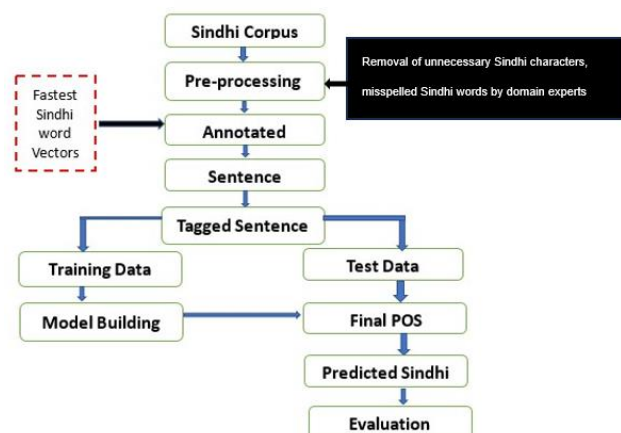 Sindhi Corpus
Pre-processing
Removal of unnecessary Sindhi characters,
misspelled Sindhi words by domain experts
Fastest
Sindhi
word
Vectors
Annotated
Sentence
Tagged Sentence
Training Data
Test Data
Model Building
Final POS
Predicted Sindhi
Evaluation